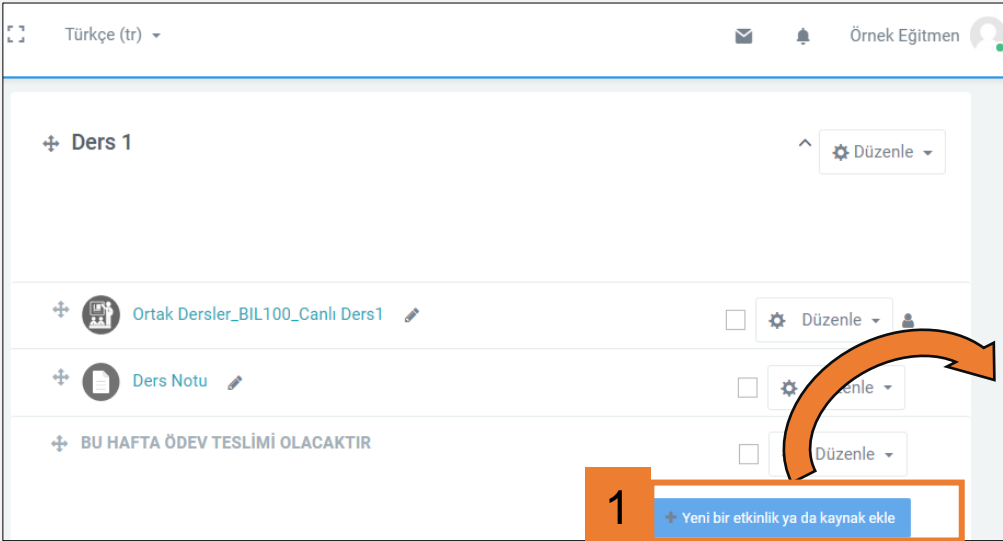 Türkçe (tr)
Örnek Eğitmen
Ders 1
Düzenle
Ortak Dersler_BIL100_Canlı Ders1
Düzenle
Ders Notu
BU HAFTA ÖDEV TESLİMİ OLACAKTIR
Düzenle
1
+ Yeni bir etkinlik ya da kaynak ekle